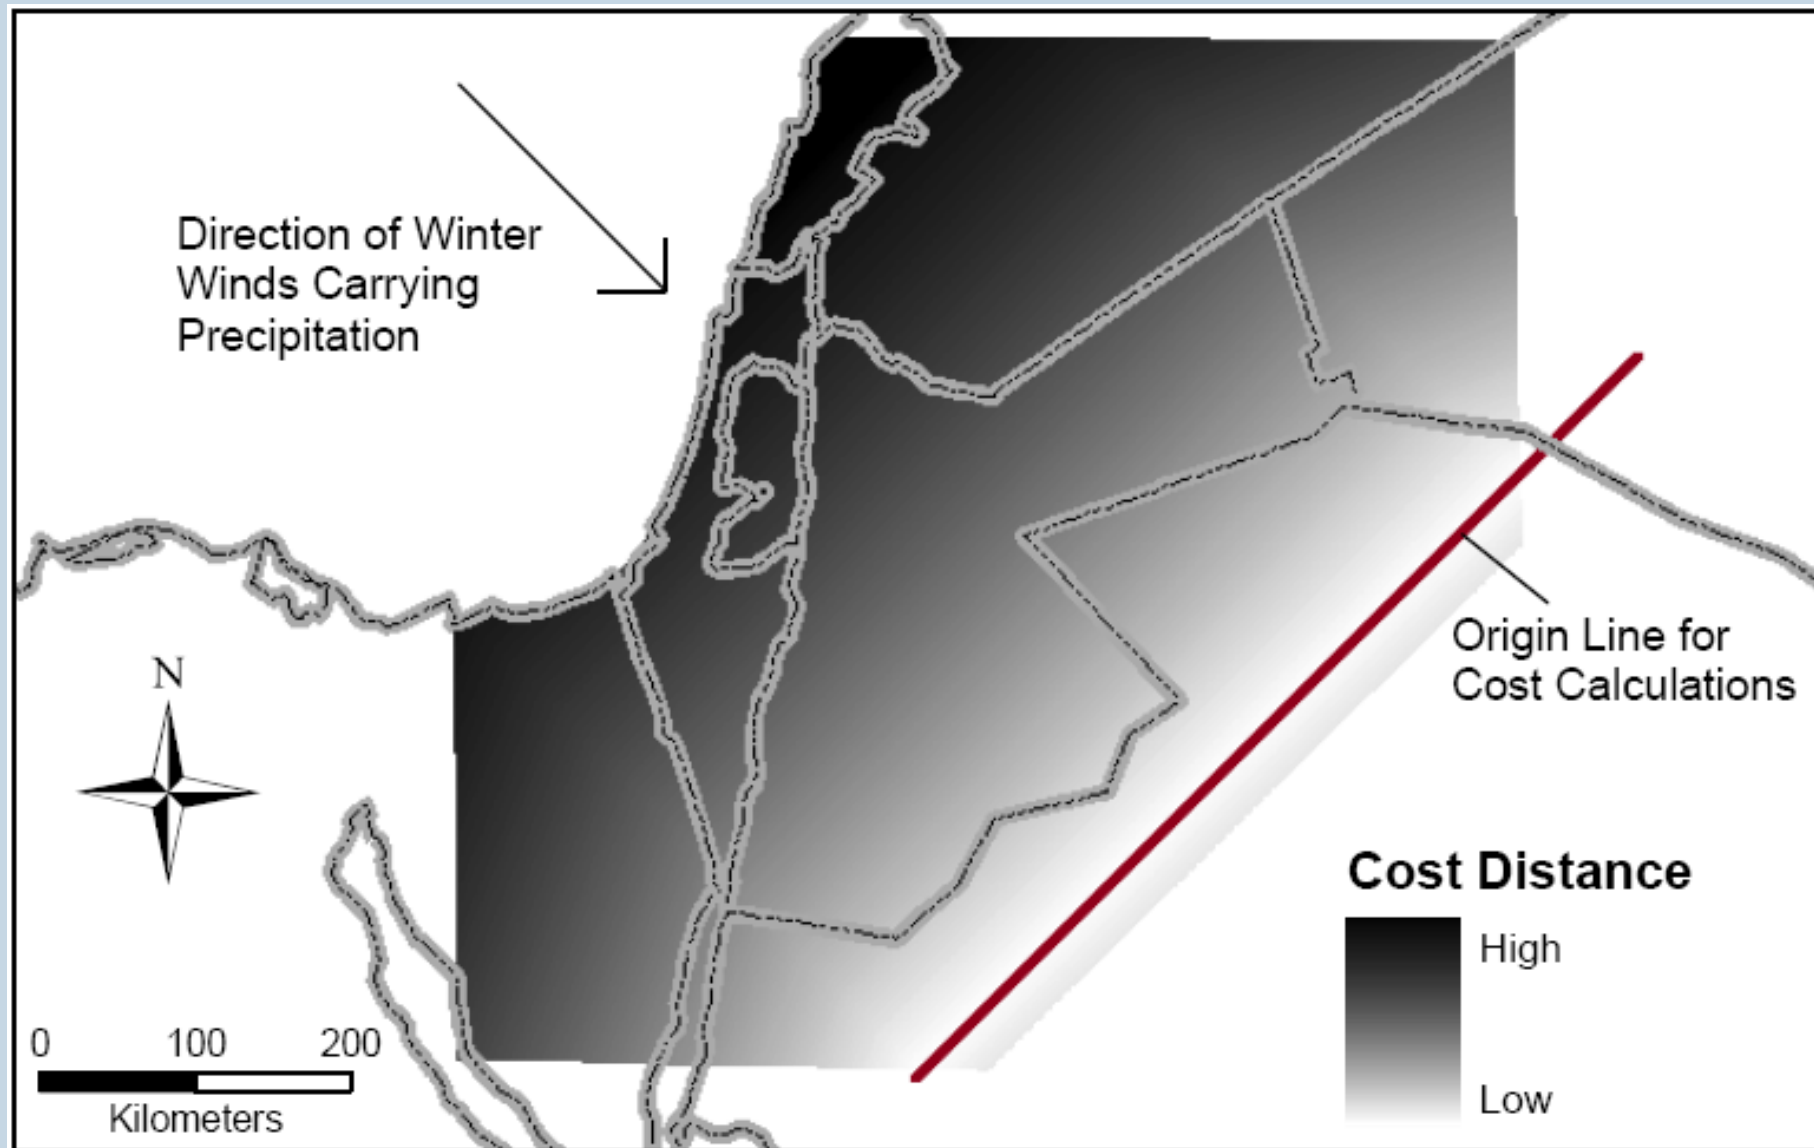 Direction of Winter
Winds Carrying
Precipitation
N
Origin Line for
Cost Calculations
Cost Distance
High
Low
0 100 200
Kilometers